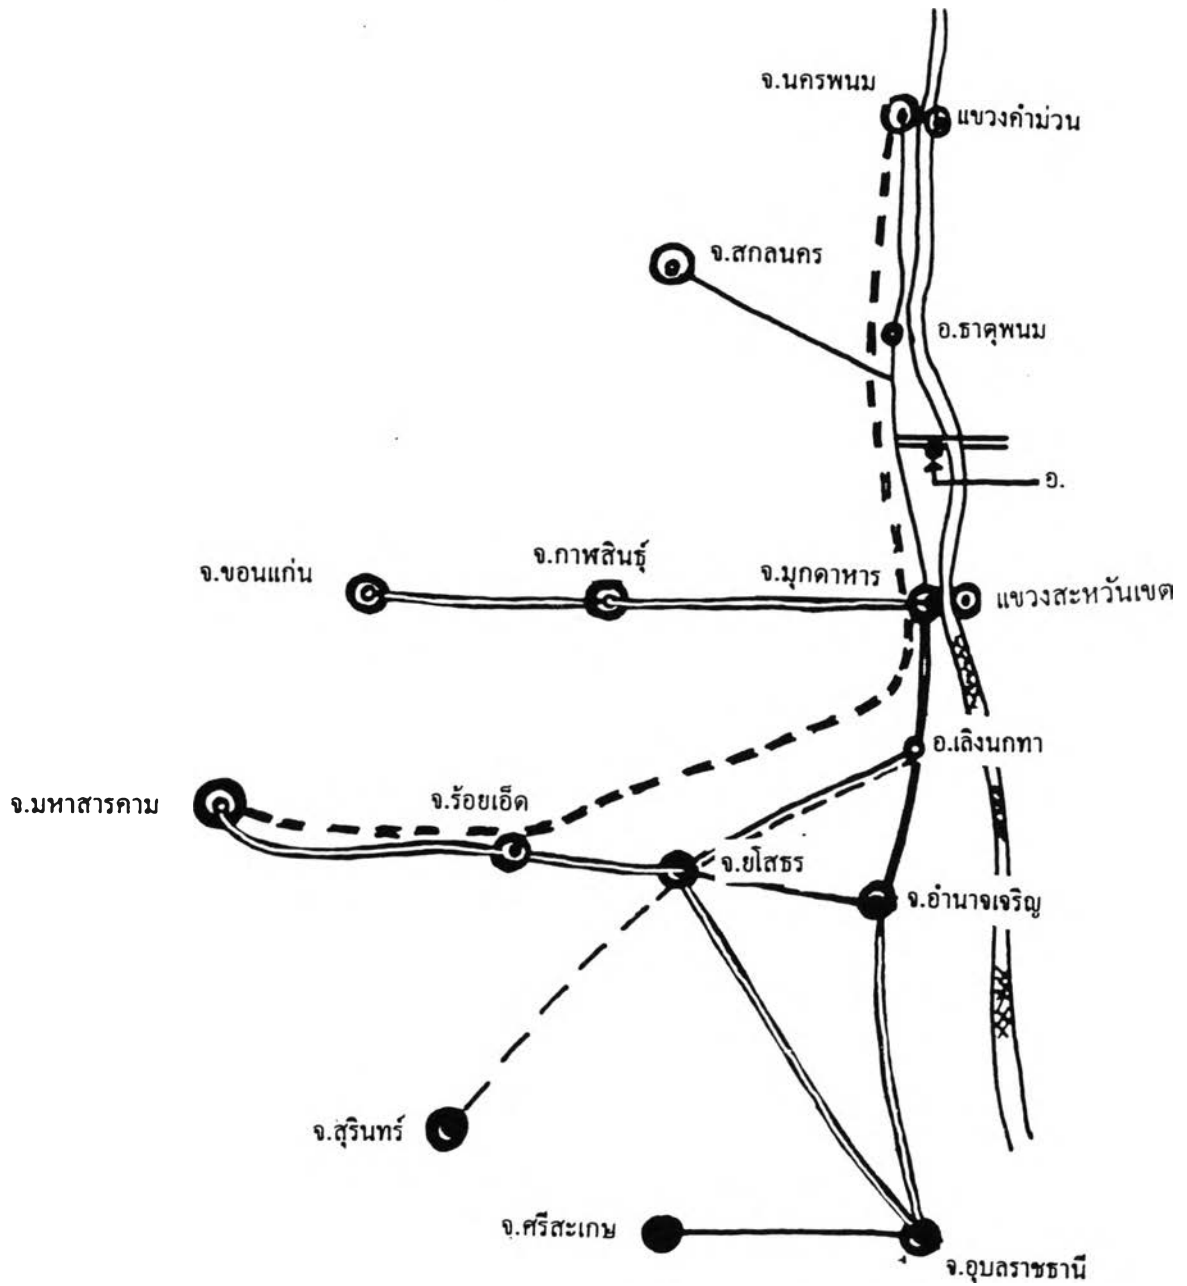 จ.นครพนม
แขวงคำม่วน
จ.สกลนคร
อ.ธาตุพนม
อ.
จ.ขอนแก่น
จ.กาฬสินธุ์
จ.มุกดาหาร
แขวงสะหวันเขต
อ.เลิงนกทา
จ.มหาสารคาม
จ.ร้อยเอ็ด
จ.ยโสธร
จ.อำนาจเจริญ
จ.สุรินทร์
จ.ศรีสะเกษ
จ.อุบลราชธานี